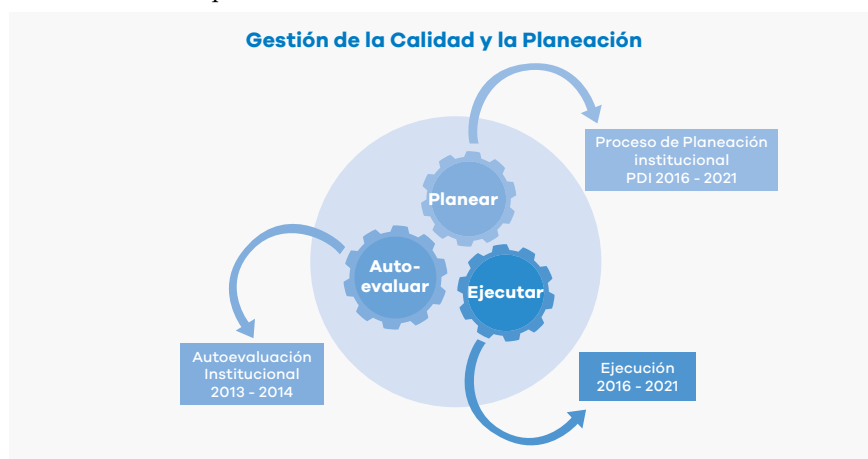 Gestión de la Calidad y la Planeación
Proceso de Planeación
institucional
PDI 2016 - 2021
Planear
Auto-
evaluar
Ejecutar
Autoevaluación
Institucional
2013 - 2014
Ejecución
2016 - 2021